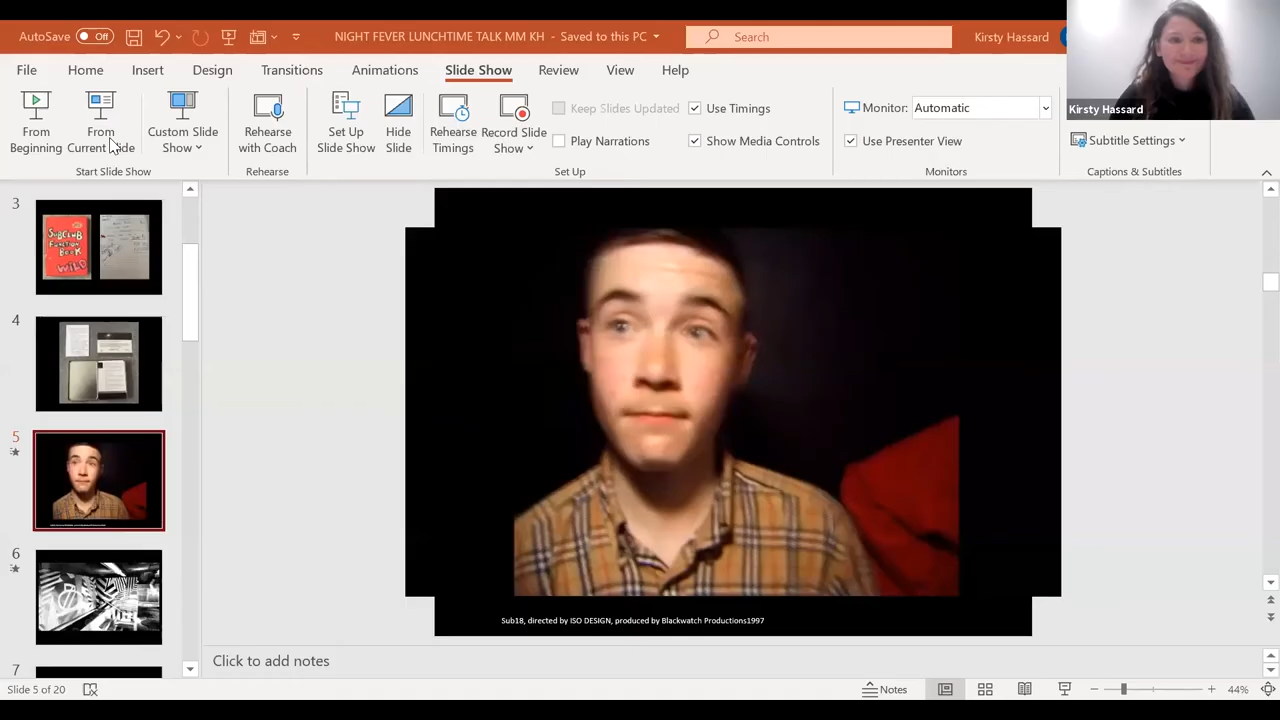 AutoSave Off NIGHT FEVER LUNCHTIME TALK MM KH - Saved to this PC Search Kirsty Hassard
File Home Insert Design Transitions Animations Slide Show Review View Help
Kirsty Hassard
From Beginning
From Current Slide
Custom Slide Show
Rehearse with Coach
Set Up Slide Show
Hide Slide
Rehearse Timings
Record Slide Show
Keep Slides Updated
Play Narrations
Use Timings
Show Media Controls
Monitor: Automatic
Use Presenter View
Subtitle Settings
Start Slide Show Rehearse Set Up Monitors Captions & Subtitles
3
SUBCLUB
FUNCTION
BOOK
WILD
4
5
6
7
Sub18, directed by ISO DESIGN, produced by Blackwatch Productions1997
Click to add notes
Slide 5 of 20 Notes 44%